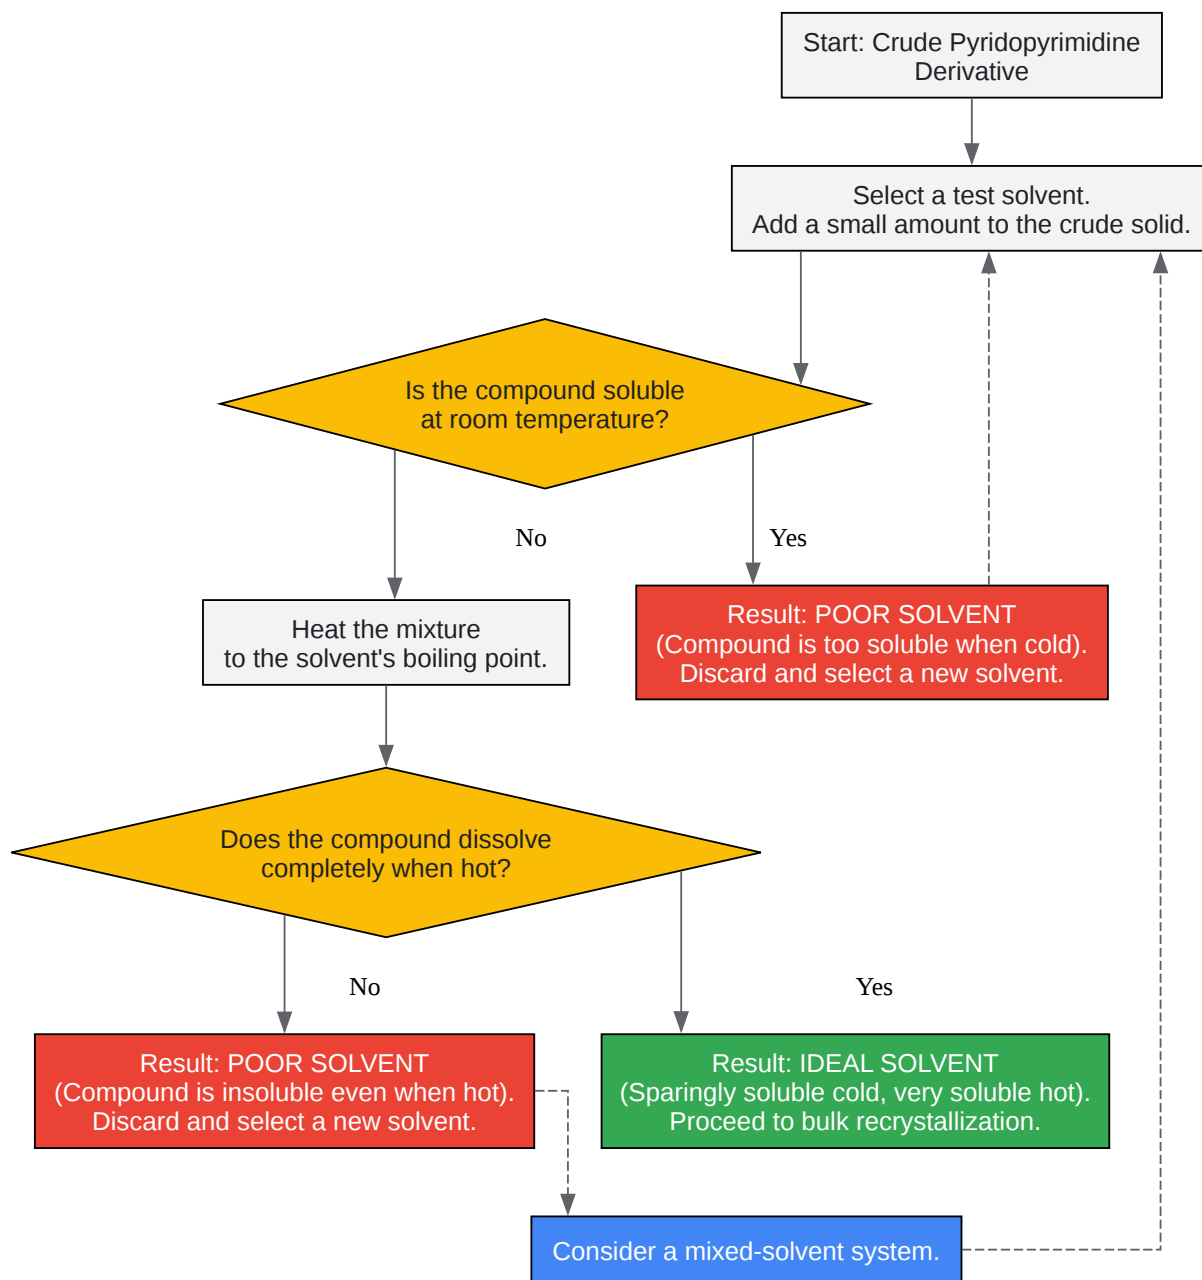 Start: Crude Pyridopyrimidine
Derivative
Select a test solvent.
Add a small amount to the crude solid.
Is the compound soluble
at room temperature?
No
Yes
Heat the mixture
to the solvent's boiling point.
Result: POOR SOLVENT
(Compound is too soluble when cold).
Discard and select a new solvent.
Does the compound dissolve
completely when hot?
No
Yes
Result: POOR SOLVENT
(Compound is insoluble even when hot).
Discard and select a new solvent.
Result: IDEAL SOLVENT
(Sparingly soluble cold, very soluble hot).
Proceed to bulk recrystallization.
Consider a mixed-solvent system.